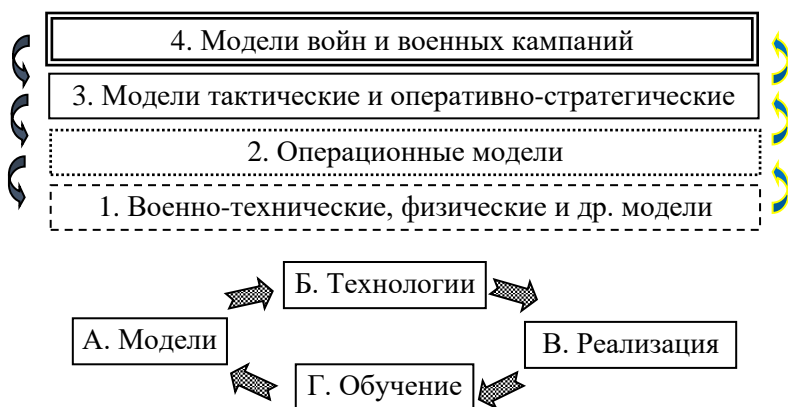 4. Модели войн и военных кампаний
3. Модели тактические и оперативно-стратегические
2. Операционные модели
1. Военно-технические, физические и др. модели
Б. Технологии
А. Модели
В. Реализация
Г. Обучение